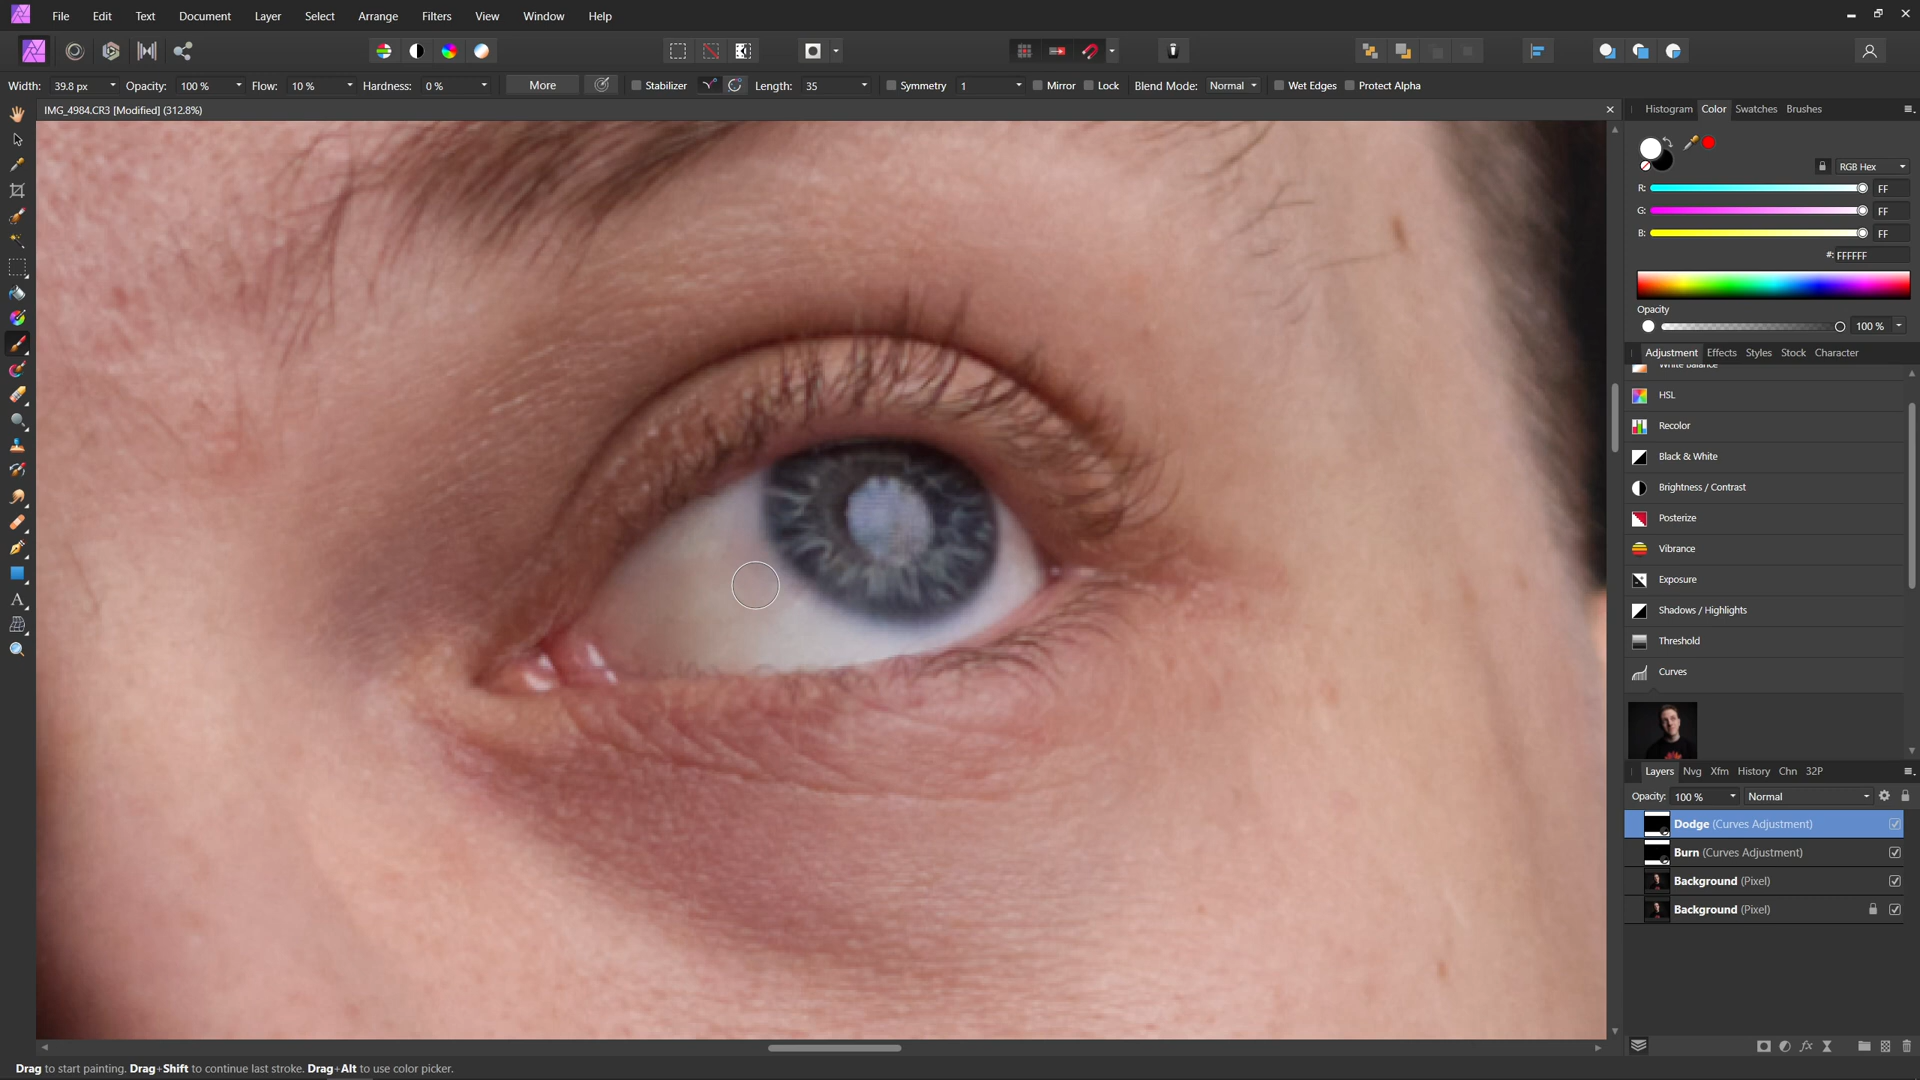 File Edit Text Document Layer Select Arrange Filters View Window Help
Width: 39.8 px Opacity: 100 % Flow: 10 % Hardness: 0 % More Stabilizer Length: 35 Symmetry 1 Mirror Lock Blend Mode: Normal Wet Edges Protect Alpha
IMG_4984.CR3 [Modified] (312.8%)
Histogram Color Swatches Brushes
RGB Hex
R: FF
G: FF
B: FF
#: FFFFFF
Opacity
100 %
Adjustment Effects Styles Stock Character
White Balance
HSL
Recolor
Black & White
Brightness / Contrast
Posterize
Vibrance
Exposure
Shadows / Highlights
Threshold
Curves
Layers Nvg Xfm History Chn 32P
Opacity: 100 % Normal
Dodge (Curves Adjustment)
Burn (Curves Adjustment)
Background (Pixel)
Background (Pixel)
Drag to start painting. Drag+Shift to continue last stroke. Drag+Alt to use color picker.